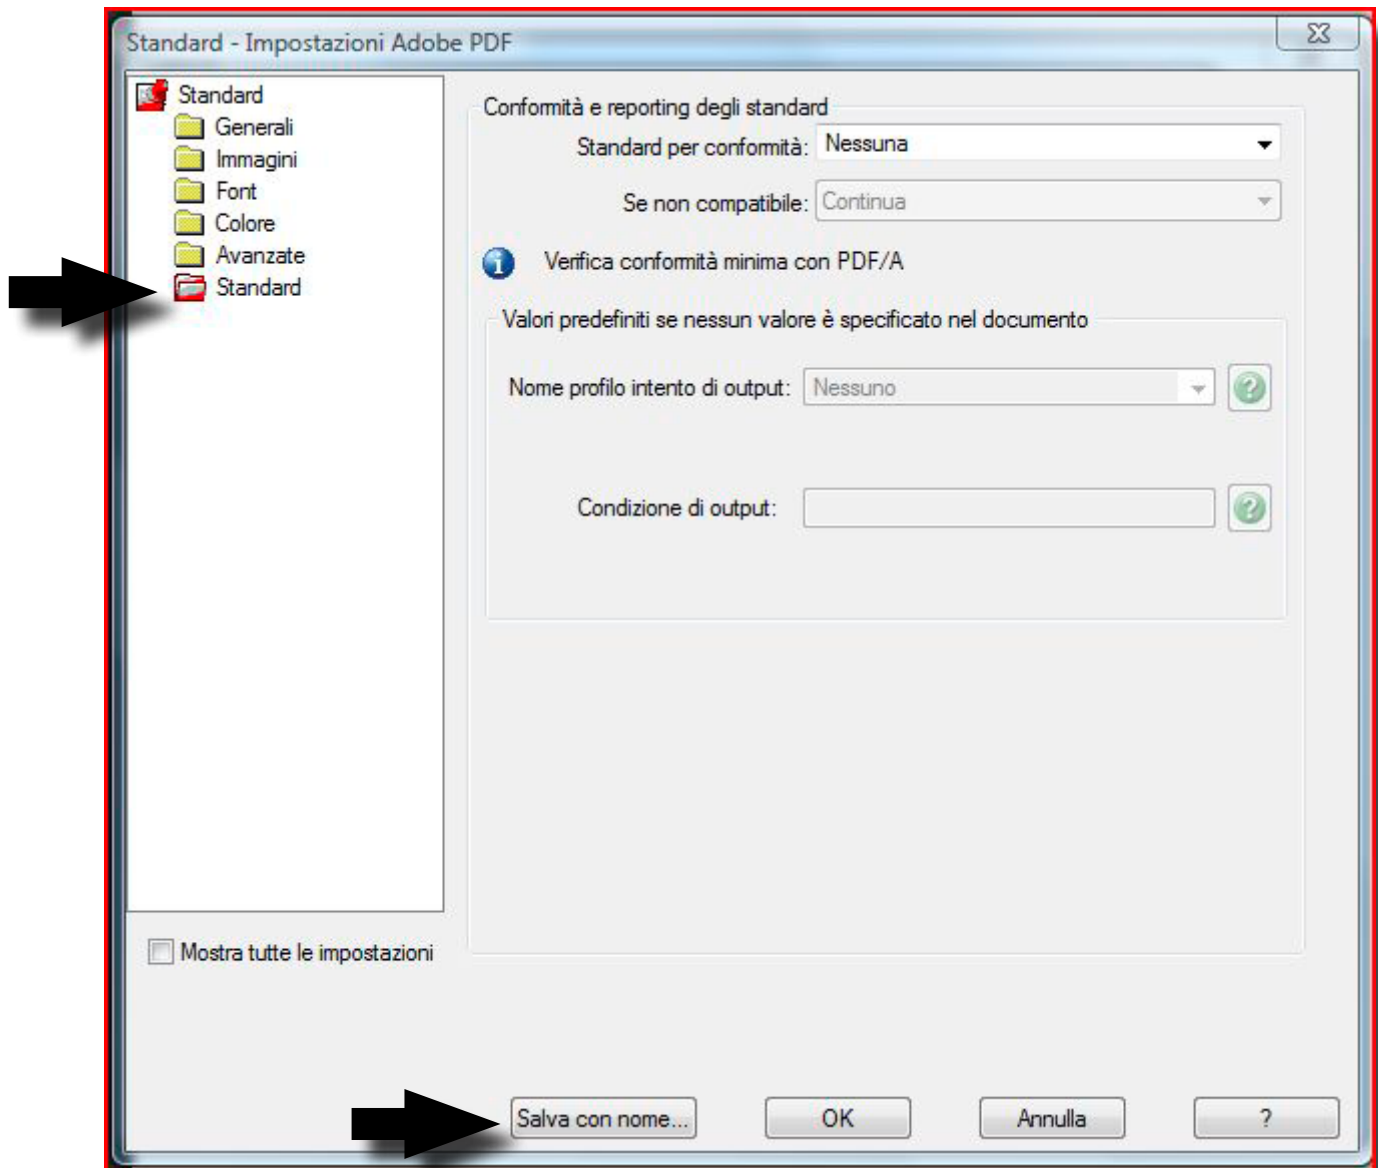 Standard - Impostazioni Adobe PDF
Standard
Generali
Immagini
Font
Colore
Avanzate
Standard
Mostra tutte le impostazioni
Conformità e reporting degli standard
Standard per conformità: Nessuna
Se non compatibile: Continua
Verifica conformità minima con PDF/A
Valori predefiniti se nessun valore è specificato nel documento
Nome profilo intento di output: Nessuno
Condizione di output:
Salva con nome... OK Annulla ?